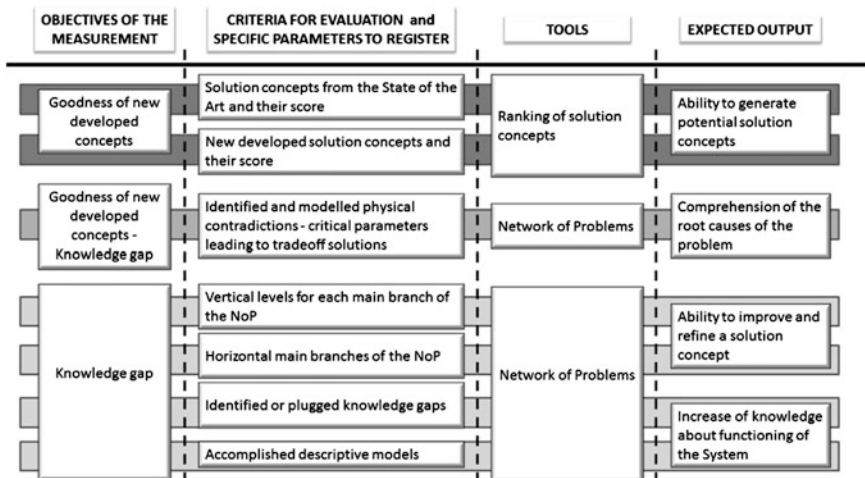 OBJECTIVES OF THE
MEASUREMENT
CRITERIA FOR EVALUATION and
SPECIFIC PARAMETERS TO REGISTER
TOOLS
EXPECTED OUTPUT
Goodness of new
developed
concepts
Solution concepts from the State of the
Art and their score
New developed solution concepts and
their score
Ranking of solution
concepts
Ability to generate
potential solution
concepts
Goodness of new
developed
concepts -
Knowledge gap
Identified and modelled physical
contradictions - critical parameters
leading to tradeoff solutions
Network of Problems
Comprehension of the
root causes of the
problem
Knowledge gap
Vertical levels for each main branch of
the NoP
Horizontal main branches of the NoP
Identified or plugged knowledge gaps
Accomplished descriptive models
Network of Problems
Ability to improve and
refine a solution
concept
Increase of knowledge
about functioning of
the System